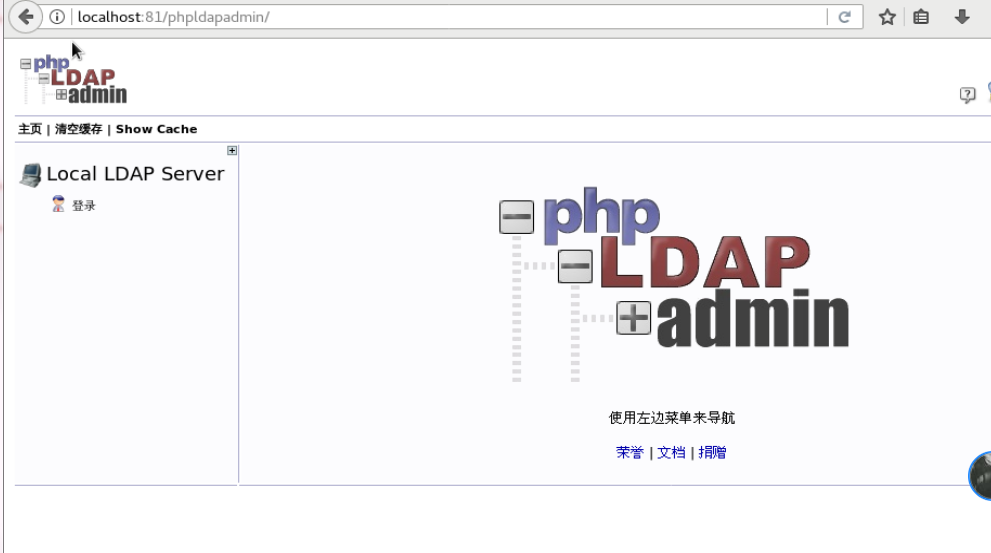 localhost:81/phpldapadmin/
php
LDAP
admin
主页 | 清空缓存 | Show Cache
Local LDAP Server
登录
php
LDAP
admin
使用左边菜单来导航
荣誉 | 文档 | 捐赠